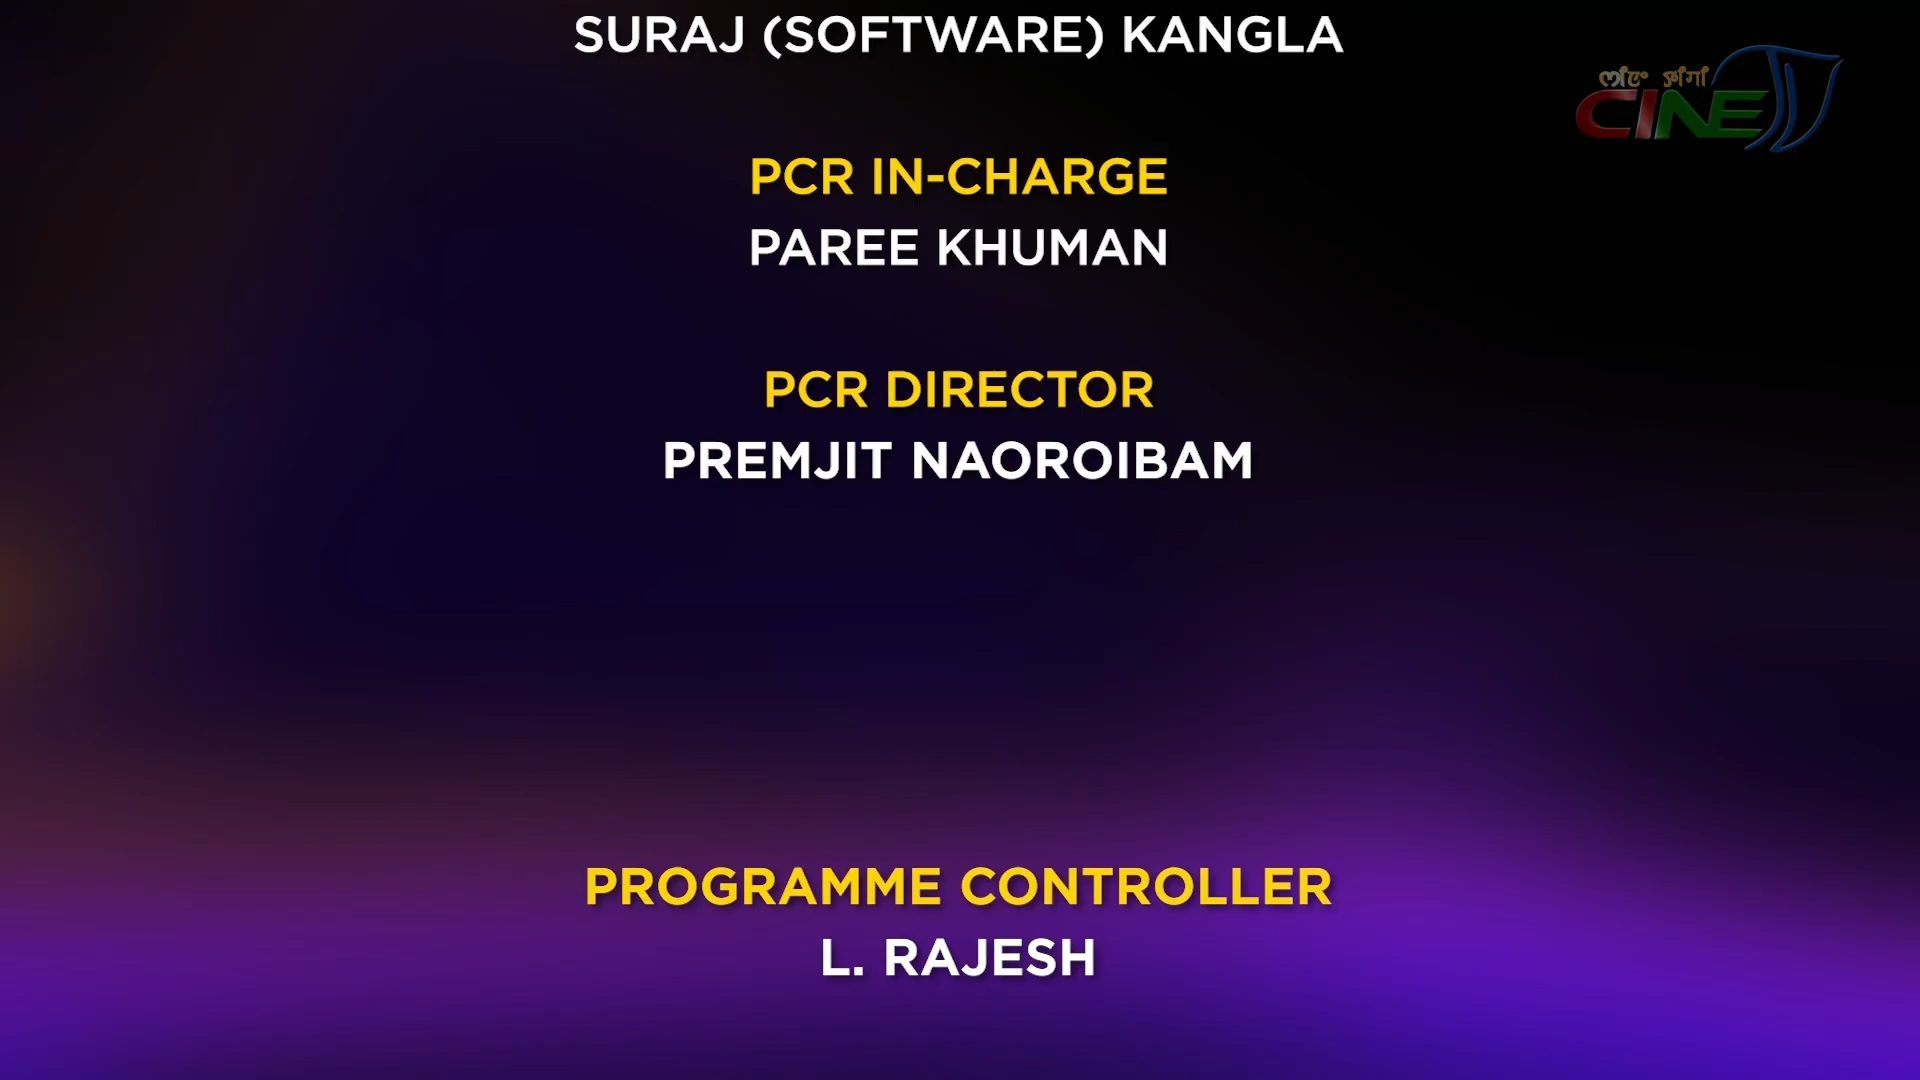 SURAJ (SOFTWARE) KANGLA
CINE
PCR IN-CHARGE
PAREE KHUMAN
PCR DIRECTOR
PREMJIT NAOROIBAM
PROGRAMME CONTROLLER
L. RAJESH